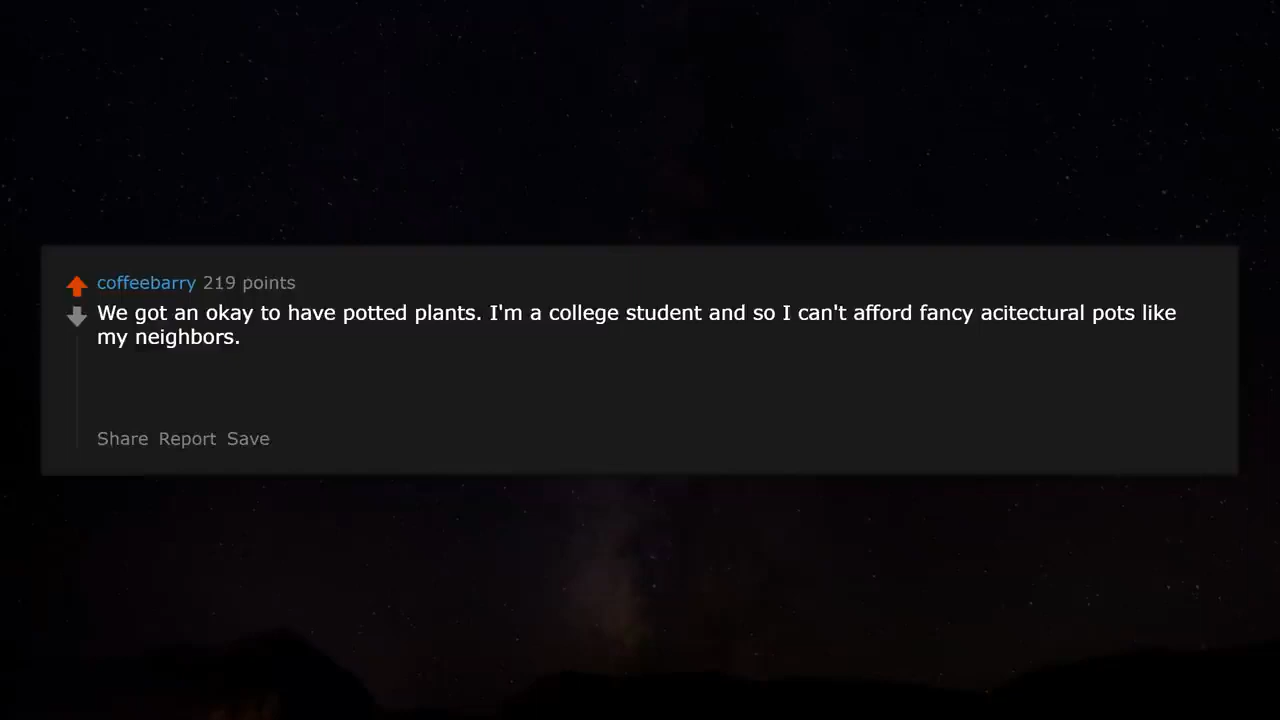 coffeebarry 219 points
We got an okay to have potted plants. I'm a college student and so I can't afford fancy acitectural pots like
my neighbors.
Share Report Save